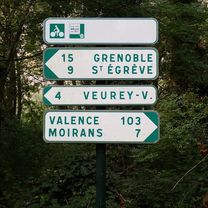 15 GRENOBLE
9 ST ÉGRÈVE
4 VEUREY-V.
VALENCE 103
MOIRANS 7